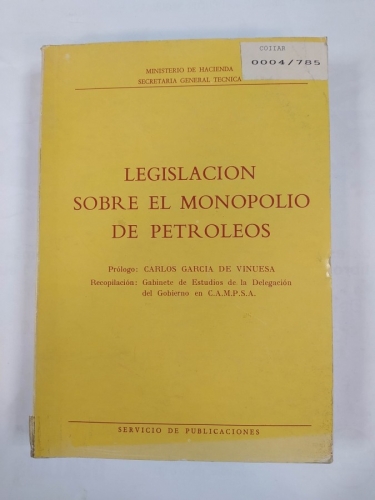 COITAR
0004/785
MINISTERIO DE HACIENDA
SECRETARIA GENERAL TECNICA
LEGISLACION
SOBRE EL MONOPOLIO
DE PETROLEOS
Prólogo: CARLOS GARCIA DE VINUESA
Recopilación: Gabinete de Estudios de la Delegación
del Gobierno en C.A.M.P.S.A.
SERVICIO DE PUBLICACIONES